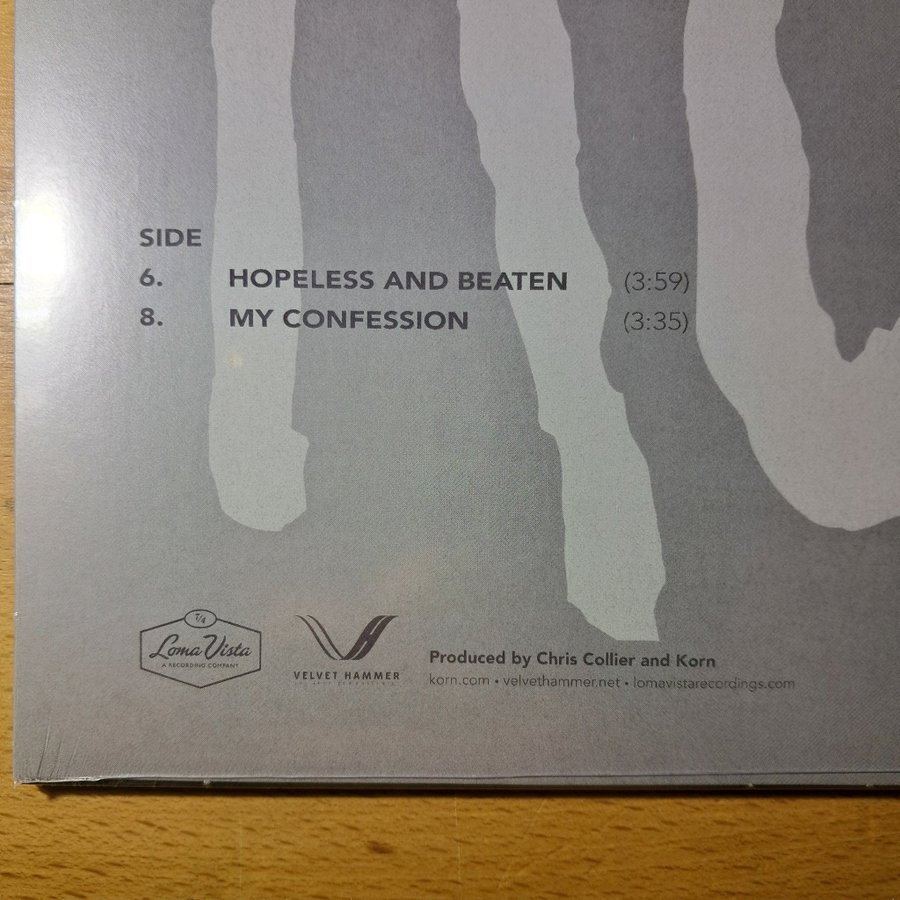 SIDE
6. HOPELESS AND BEATEN (3:59)
8. MY CONFESSION (3:35)
Loma Vista
A RECORDING COMPANY
VELVET HAMMER
Produced by Chris Collier and Korn
korn.com • velvethammer.net • lomavistarecordings.com